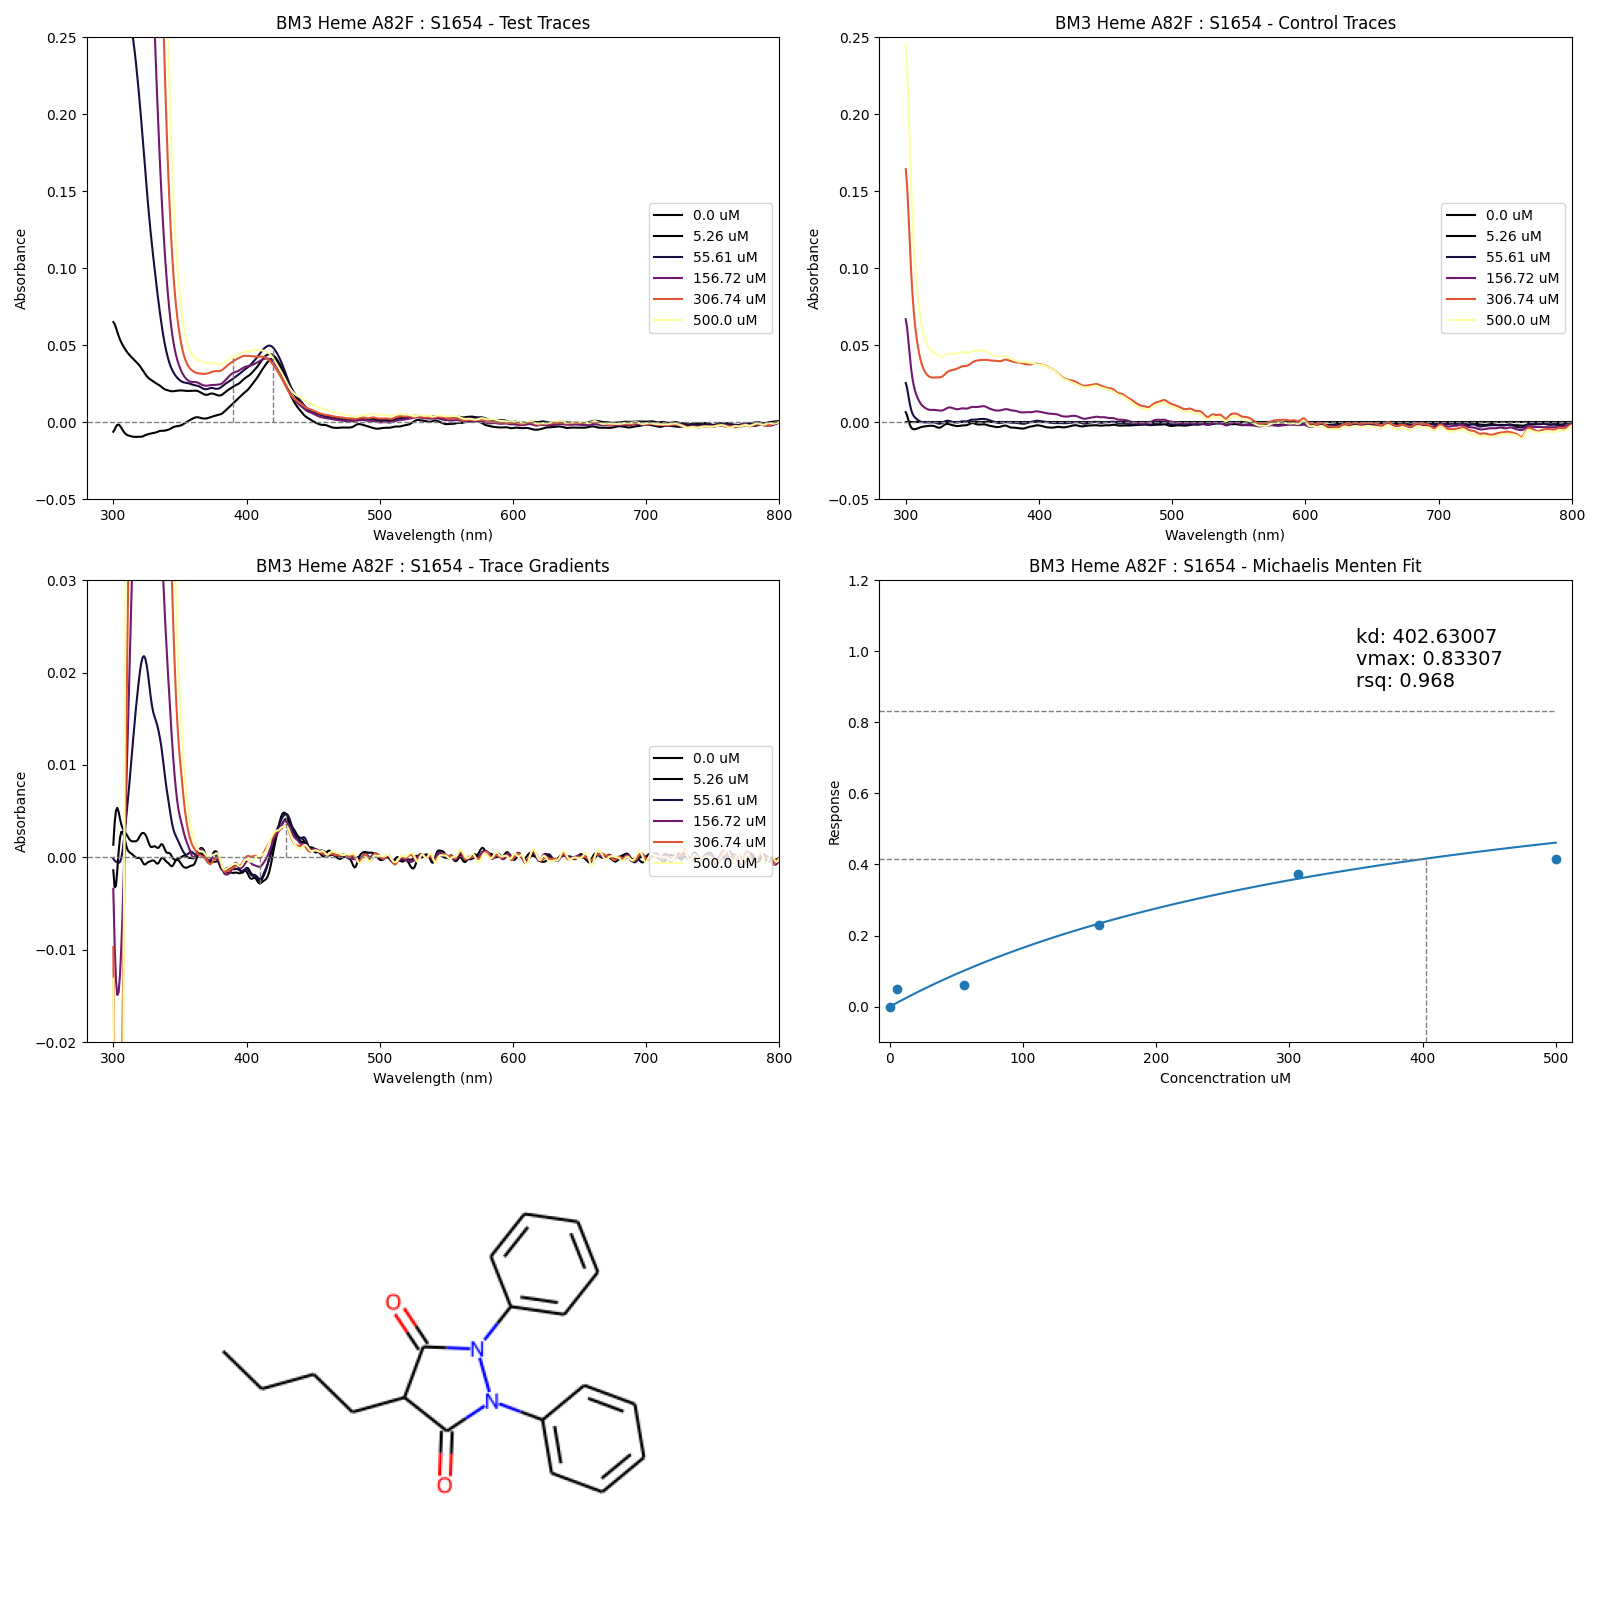 BM3 Heme A82F : S1654 - Test Traces
0.25
0.20
0.15
0.10
0.05
0.00
−0.05
Absorbance
300 400 500 600 700 800
Wavelength (nm)
0.0 uM
5.26 uM
55.61 uM
156.72 uM
306.74 uM
500.0 uM
BM3 Heme A82F : S1654 - Control Traces
0.25
0.20
0.15
0.10
0.05
0.00
−0.05
Absorbance
300 400 500 600 700 800
Wavelength (nm)
0.0 uM
5.26 uM
55.61 uM
156.72 uM
306.74 uM
500.0 uM
BM3 Heme A82F : S1654 - Trace Gradients
0.03
0.02
0.01
0.00
−0.01
−0.02
Absorbance
300 400 500 600 700 800
Wavelength (nm)
0.0 uM
5.26 uM
55.61 uM
156.72 uM
306.74 uM
500.0 uM
BM3 Heme A82F : S1654 - Michaelis Menten Fit
1.2
1.0
0.8
0.6
0.4
0.2
0.0
Response
0 100 200 300 400 500
Concenctration uM
kd: 402.63007
vmax: 0.83307
rsq: 0.968
O
N
N
O